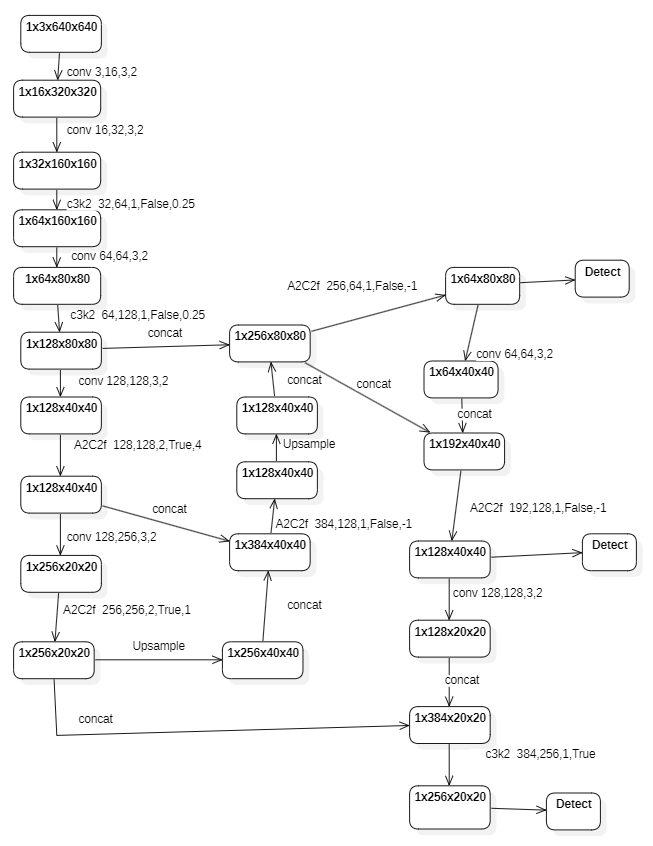 1x3x640x640
conv 3,16,3,2
1x16x320x320
conv 16,32,3,2
1x32x160x160
c3k2 32,64,1,False,0.25
1x64x160x160
conv 64,64,3,2
1x64x80x80
c3k2 64,128,1,False,0.25
1x128x80x80
concat
conv 128,128,3,2
1x128x40x40
A2C2f 128,128,2,True,4
1x128x40x40
concat
conv 128,256,3,2
1x256x20x20
A2C2f 256,256,2,True,1
1x256x20x20
Upsample
concat
1x256x40x40
concat
1x384x40x40
A2C2f 384,128,1,False,-1
1x128x40x40
Upsample
1x128x40x40
concat
1x256x80x80
A2C2f 256,64,1,False,-1
concat
1x64x80x80
Detect
conv 64,64,3,2
1x64x40x40
concat
1x192x40x40
A2C2f 192,128,1,False,-1
1x128x40x40
Detect
conv 128,128,3,2
1x128x20x20
concat
1x384x20x20
c3k2 384,256,1,True
1x256x20x20
Detect